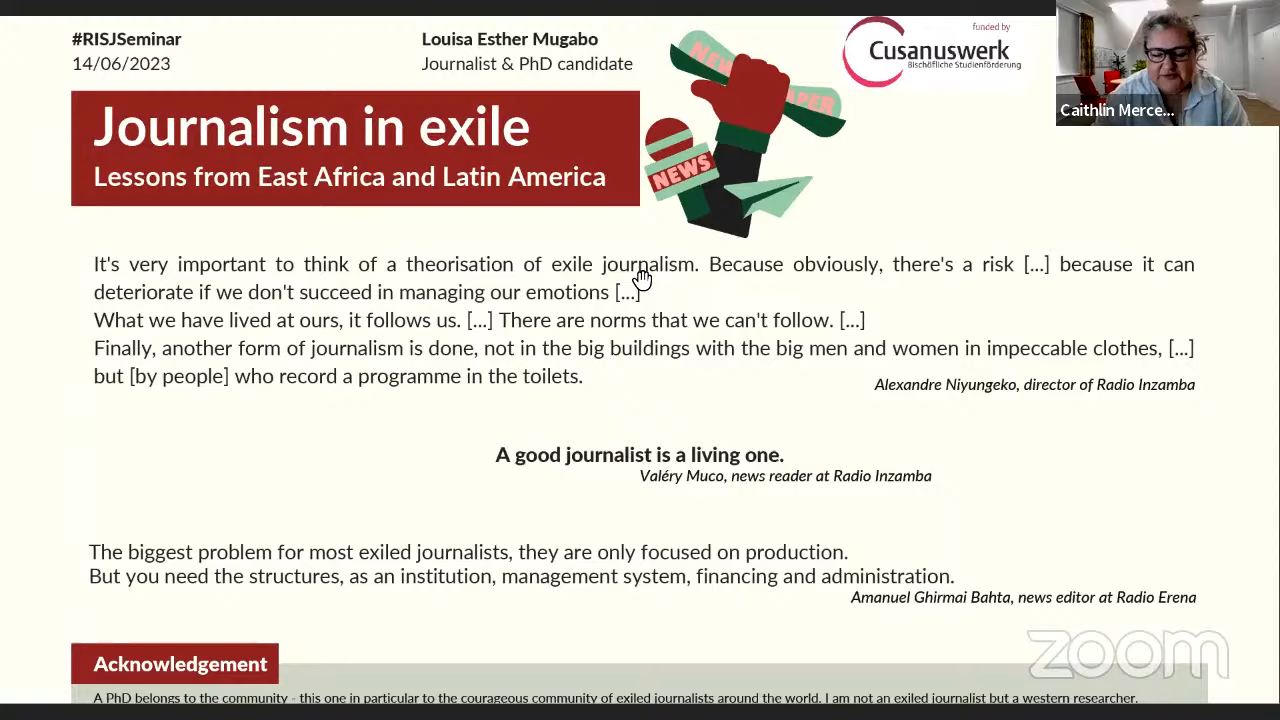 #RISJSeminar
14/06/2023
Louisa Esther Mugabo
Journalist & PhD candidate
NEW
APER
NEWS
funded by
Cusanuswerk
Bischöfliche Studienförderung
Caithlin Merce...
Journalism in exile
Lessons from East Africa and Latin America
It's very important to think of a theorisation of exile journalism. Because obviously, there's a risk [...] because it can
deteriorate if we don't succeed in managing our emotions [...]
What we have lived at ours, it follows us. [...] There are norms that we can't follow. [...]
Finally, another form of journalism is done, not in the big buildings with the big men and women in impeccable clothes, [...]
but [by people] who record a programme in the toilets.
Alexandre Niyungeko, director of Radio Inzamba
A good journalist is a living one.
Valéry Muco, news reader at Radio Inzamba
The biggest problem for most exiled journalists, they are only focused on production.
But you need the structures, as an institution, management system, financing and administration.
Amanuel Ghirmai Bahta, news editor at Radio Erena
zoom
Acknowledgement
A PhD belongs to the community - this one in particular to the courageous community of exiled journalists around the world. I am not an exiled journalist but a western researcher.